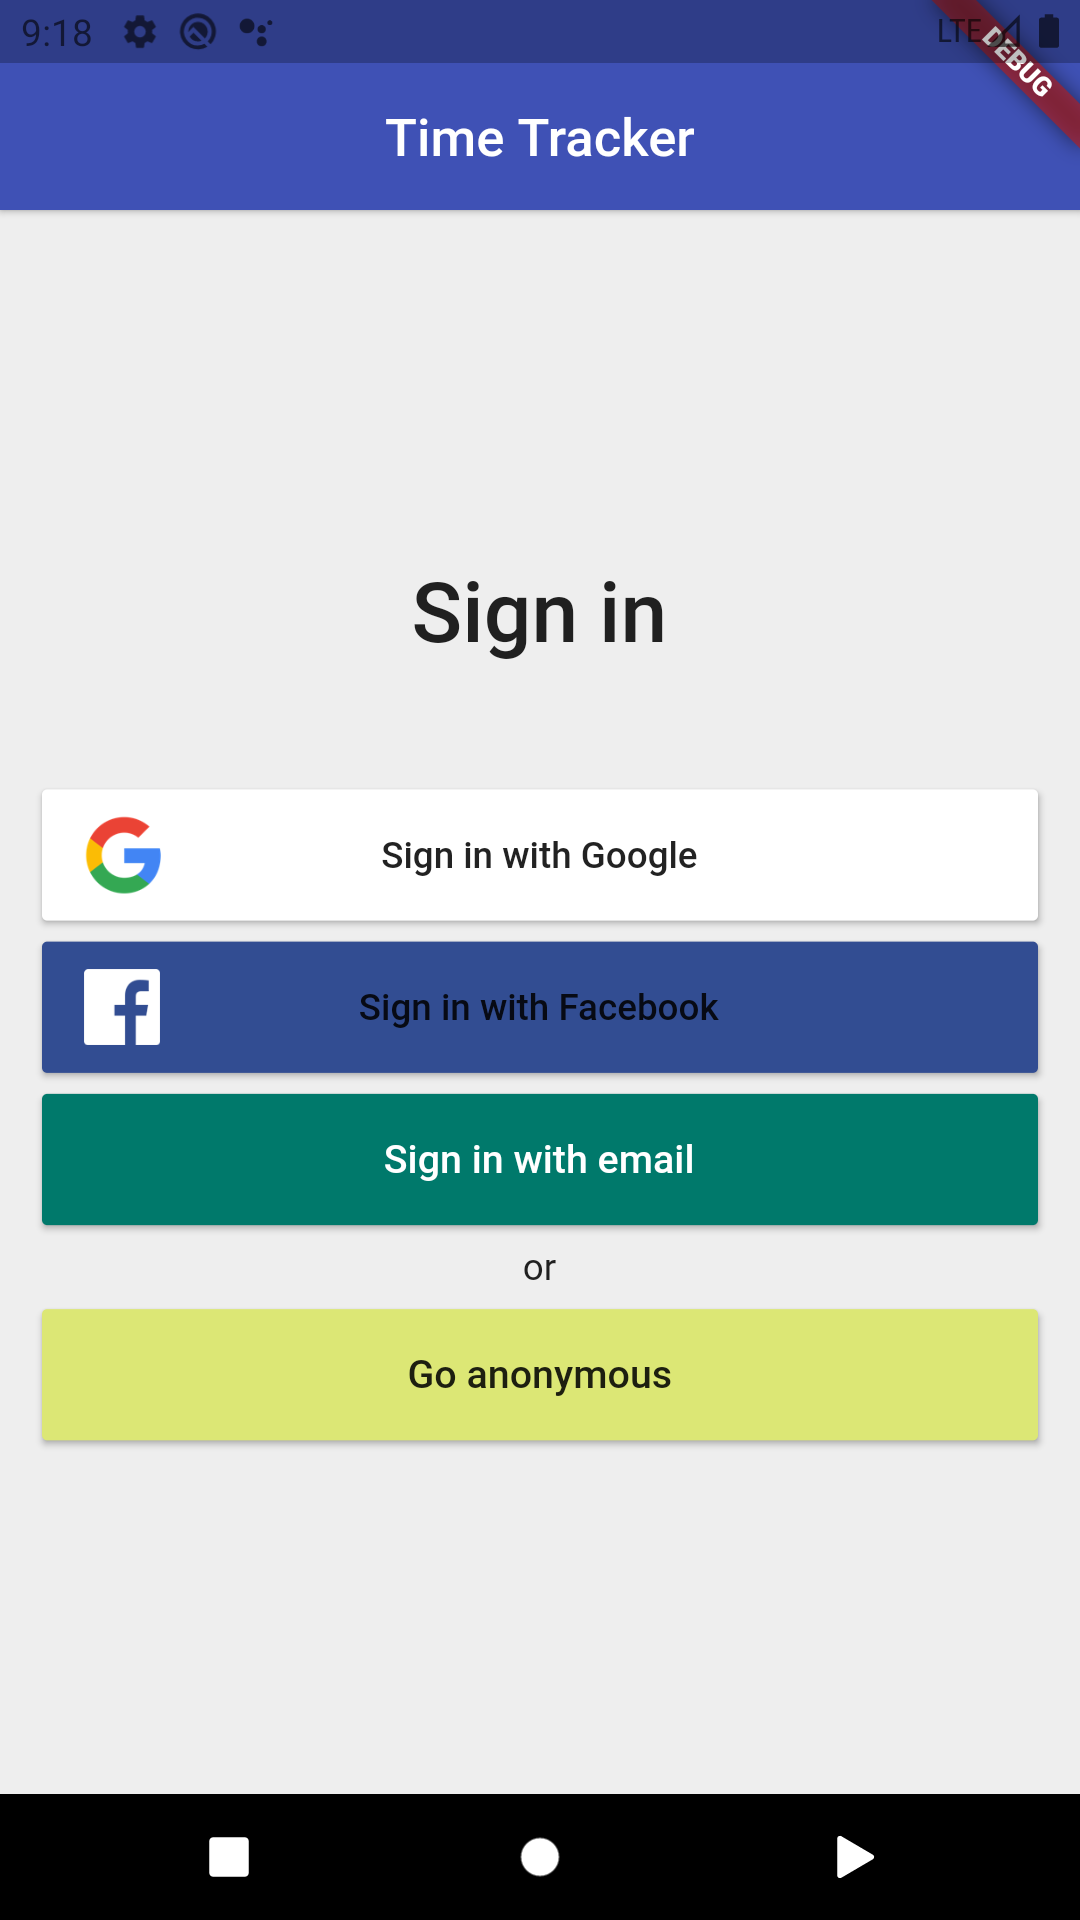 9:18 LTE
DEBUG
Time Tracker
Sign in
Sign in with Google
Sign in with Facebook
Sign in with email
or
Go anonymous